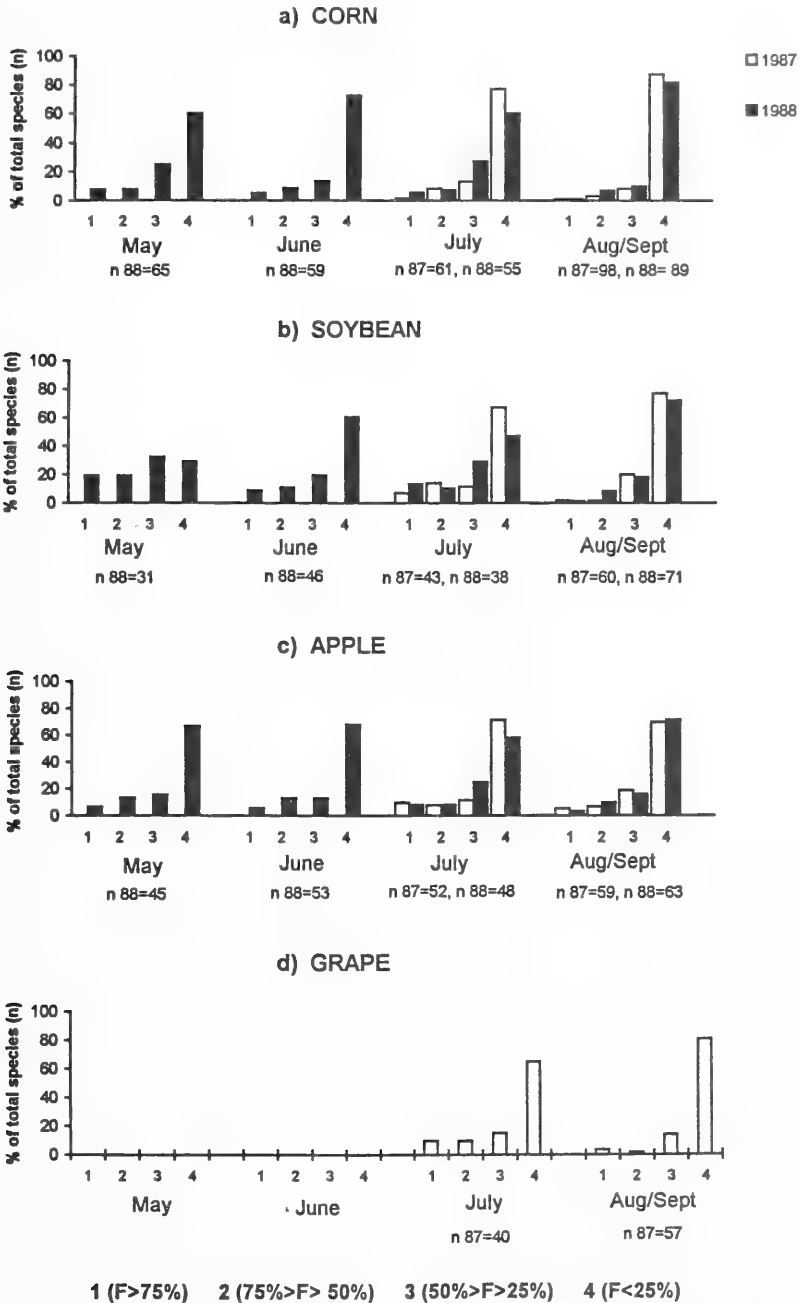 a) CORN
% of total species (n)
100
80
60
40
20
0
1987
1988
1 2 3 4 1 2 3 4 1 2 3 4 1 2 3 4
May June July Aug/Sept
n 88=65 n 88=59 n 87=61, n 88=55 n 87=98, n 88= 89
b) SOYBEAN
% of total species (n)
100
80
60
40
20
0
1 2 3 4 1 2 3 4 1 2 3 4 1 2 3 4
May June July Aug/Sept
n 88=31 n 88=46 n 87=43, n 88=38 n 87=60, n 88=71
c) APPLE
% of total species (n)
100
80
60
40
20
0
1 2 3 4 1 2 3 4 1 2 3 4 1 2 3 4
May June July Aug/Sept
n 88=45 n 88=53 n 87=52, n 88=48 n 87=59, n 88=63
d) GRAPE
% of total species (n)
100
80
60
40
20
0
1 2 3 4 1 2 3 4 1 2 3 4 1 2 3 4
May June July Aug/Sept
n 87=40 n 87=57
1 (F>75%) 2 (75%>F> 50%) 3 (50%>F>25%) 4 (F<25%)